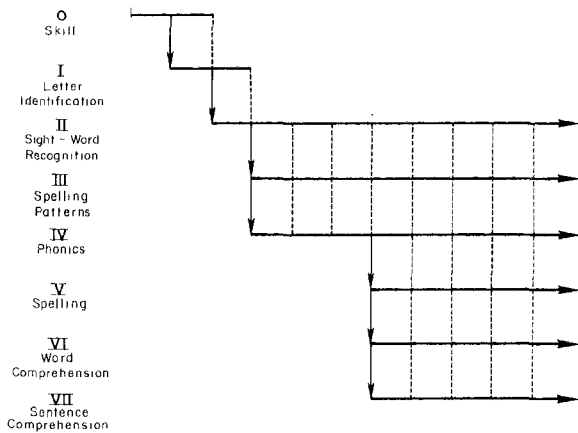 O
Skill
I
Letter
Identification
II
Sight-Word
Recognition
III
Spelling
Patterns
IV
Phonics
V
Spelling
VI
Word
Comprehension
VII
Sentence
Comprehension